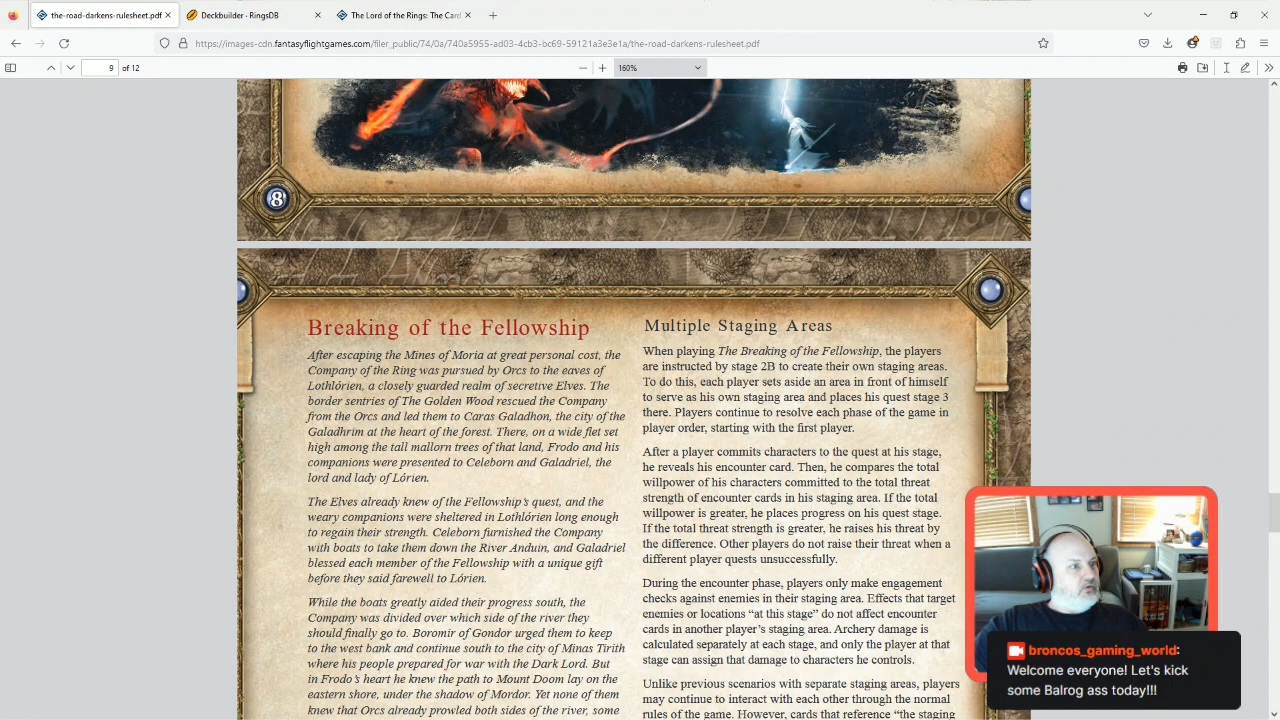 the-road-darkens-rulesheet.pdf
Deckbuilder · RingsDB
The Lord of the Rings: The Card
https://images-cdn.fantasyflightgames.com/filer_public/74/0a/740a5955-ad03-4cb3-bc69-59121a3e3e1a/the-road-darkens-rulesheet.pdf
9 of 12
160%
8
Breaking of the Fellowship
After escaping the Mines of Moria at great personal cost, the
Company of the Ring was pursued by Orcs to the eaves of
Lothlórien, a closely guarded realm of secretive Elves. The
border sentries of The Golden Wood rescued the Company
from the Orcs and led them to Caras Galadhon, the city of the
Galadhrim at the heart of the forest. There, on a wide flet set
high among the tall mallorn trees of that land, Frodo and his
companions were presented to Celeborn and Galadriel, the
lord and lady of Lórien.
The Elves already knew of the Fellowship's quest, and the
weary companions were sheltered in Lothlórien long enough
to regain their strength. Celeborn furnished the Company
with boats to take them down the River Anduin, and Galadriel
blessed each member of the Fellowship with a unique gift
before they said farewell to Lórien.
While the boats greatly aided their progress south, the
Company was divided over which side of the river they
should finally go to. Boromir of Gondor urged them to keep
to the west bank and continue south to the city of Minas Tirith
where his people prepared for war with the Dark Lord. But
in Frodo's heart he knew his path to Mount Doom lay on the
eastern shore, under the shadow of Mordor. Yet none of them
knew that Orcs already prowled both sides of the river, some
Multiple Staging Areas
When playing The Breaking of the Fellowship, the players
are instructed by stage 2B to create their own staging areas.
To do this, each player sets aside an area in front of himself
to serve as his own staging area and places his quest stage 3
there. Players continue to resolve each phase of the game in
player order, starting with the first player.
After a player commits characters to the quest at his stage,
he reveals his encounter card. Then, he compares the total
willpower of his characters committed to the total threat
strength of encounter cards in his staging area. If the total
willpower is greater, he places progress on his quest stage.
If the total threat strength is greater, he raises his threat by
the difference. Other players do not raise their threat when a
different player quests unsuccessfully.
During the encounter phase, players only make engagement
checks against enemies in their staging area. Effects that target
enemies or locations “at this stage” do not affect encounter
cards in another player's staging area. Archery damage is
calculated separately at each stage, and only the player at that
stage can assign that damage to characters he controls.
Unlike previous scenarios with separate staging areas, players
may continue to interact with each other through the normal
rules of the game. However, cards that reference “the staging
broncos_gaming_world:
Welcome everyone! Let's kick
some Balrog ass today!!!